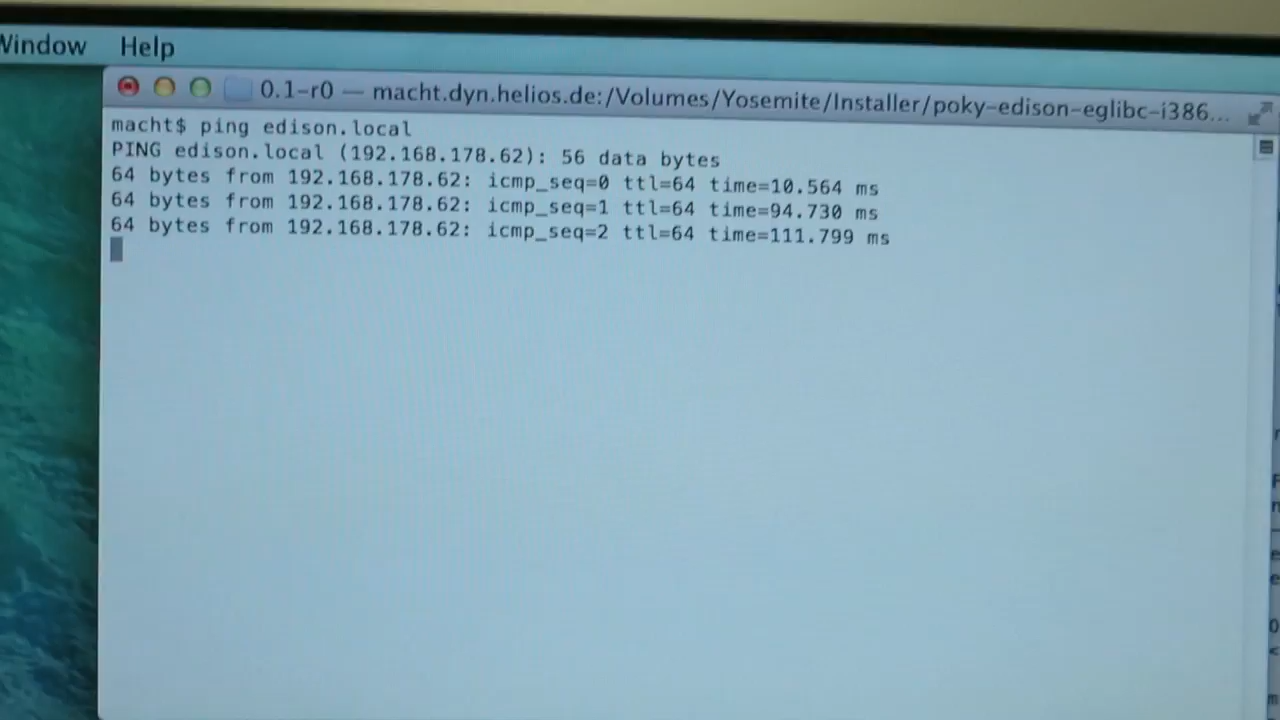 Window Help
0.1-r0 — macht.dyn.helios.de:/Volumes/Yosemite/Installer/poky-edison-eglibc-i386...
macht$ ping edison.local
PING edison.local (192.168.178.62): 56 data bytes
64 bytes from 192.168.178.62: icmp_seq=0 ttl=64 time=10.564 ms
64 bytes from 192.168.178.62: icmp_seq=1 ttl=64 time=94.730 ms
64 bytes from 192.168.178.62: icmp_seq=2 ttl=64 time=111.799 ms